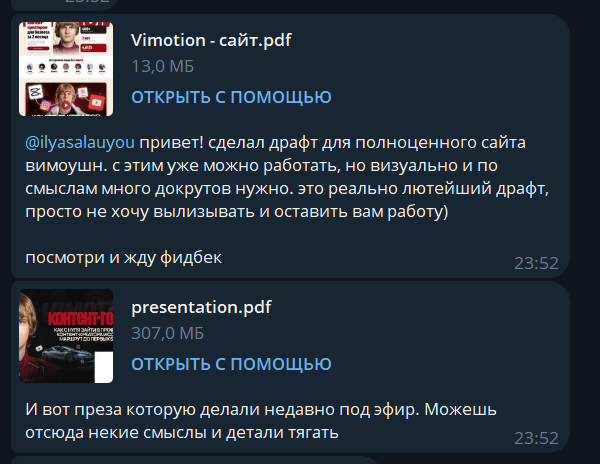 23:52
Vimotion - сайт.pdf
13,0 МБ
ОТКРЫТЬ С ПОМОЩЬЮ
@ilyasalauyou привет! сделал драфт для полноценного сайта
вимоушн. с этим уже можно работать, но визуально и по
смыслам много докрутов нужно. это реально лютейший драфт,
просто не хочу вылизывать и оставить вам работу)
посмотри и жду фидбек
23:52
КОНТЕНТ-
presentation.pdf
307,0 МБ
ОТКРЫТЬ С ПОМОЩЬЮ
И вот преза которую делали недавно под эфир. Можешь
отсюда некие смыслы и детали тягать
23:52